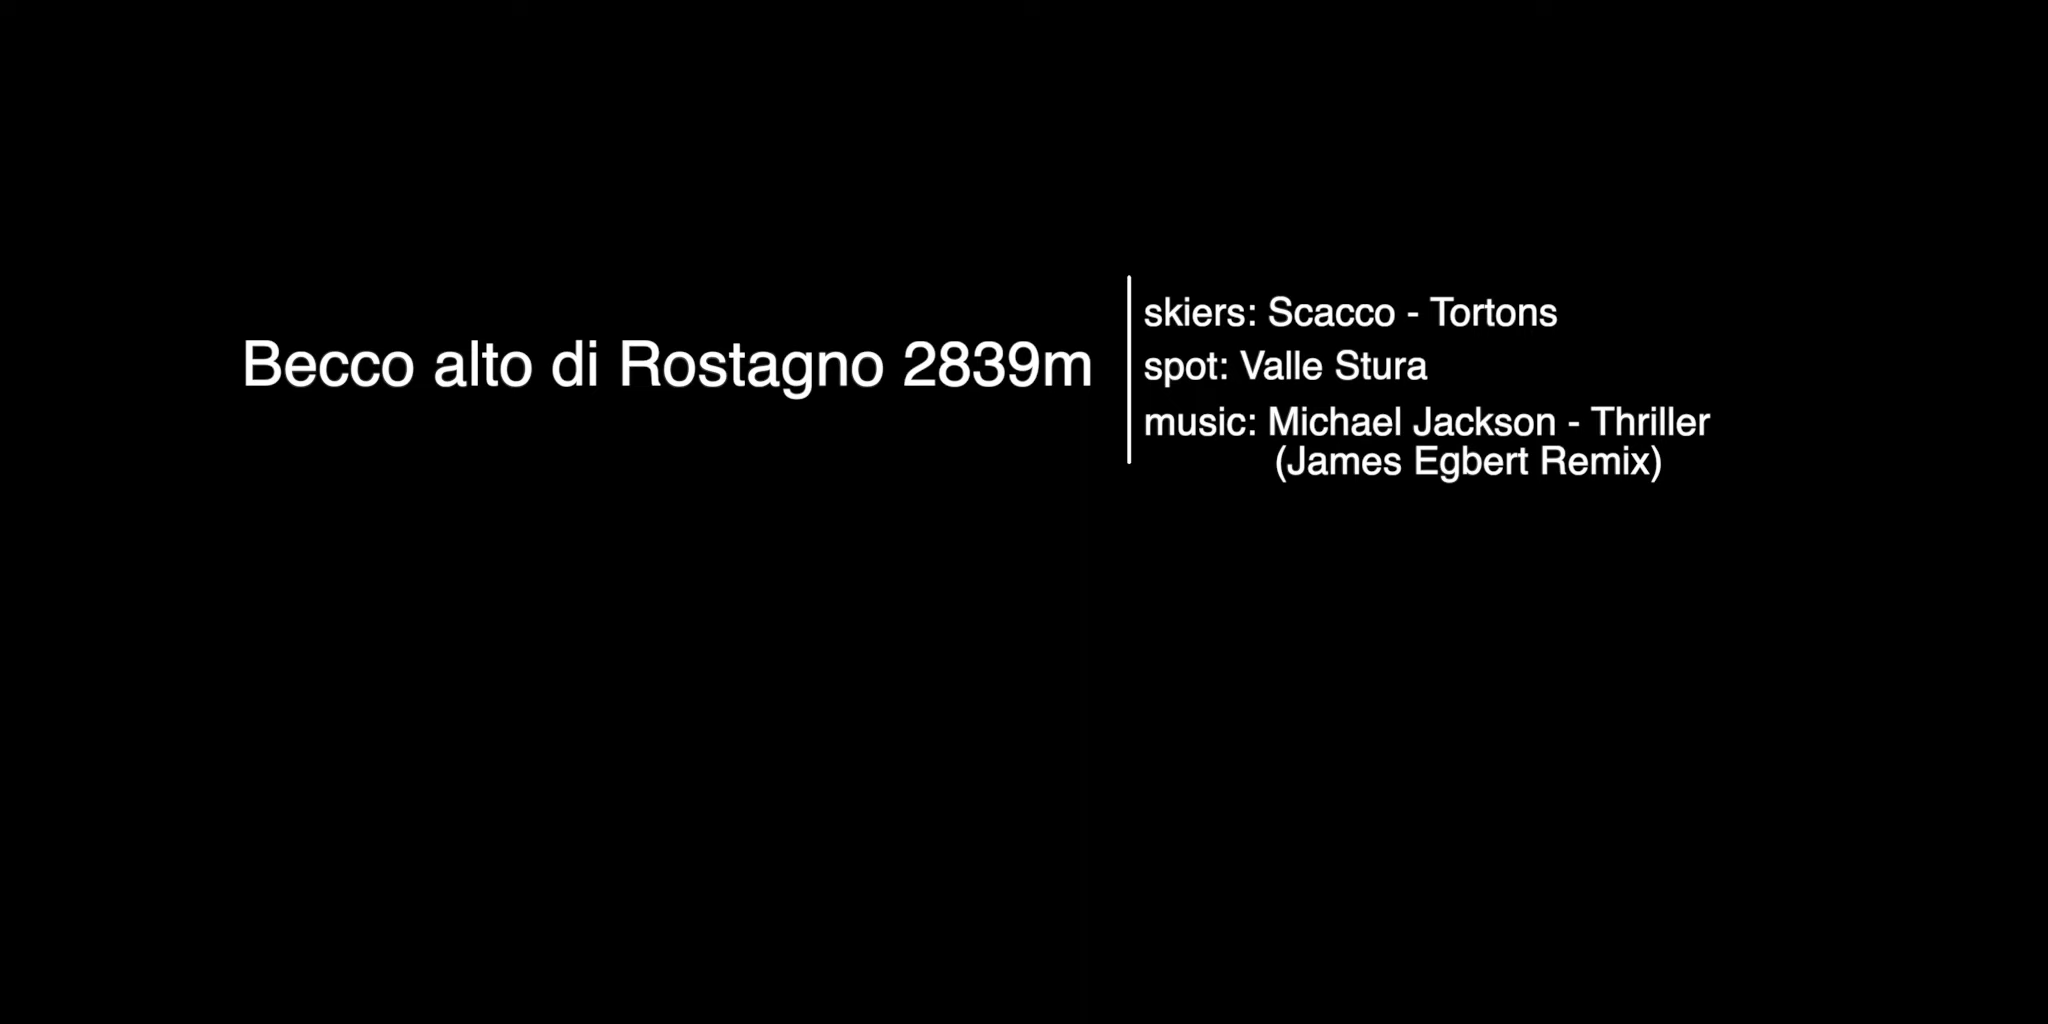 Becco alto di Rostagno 2839m
skiers: Scacco - Tortons
spot: Valle Stura
music: Michael Jackson - Thriller
(James Egbert Remix)